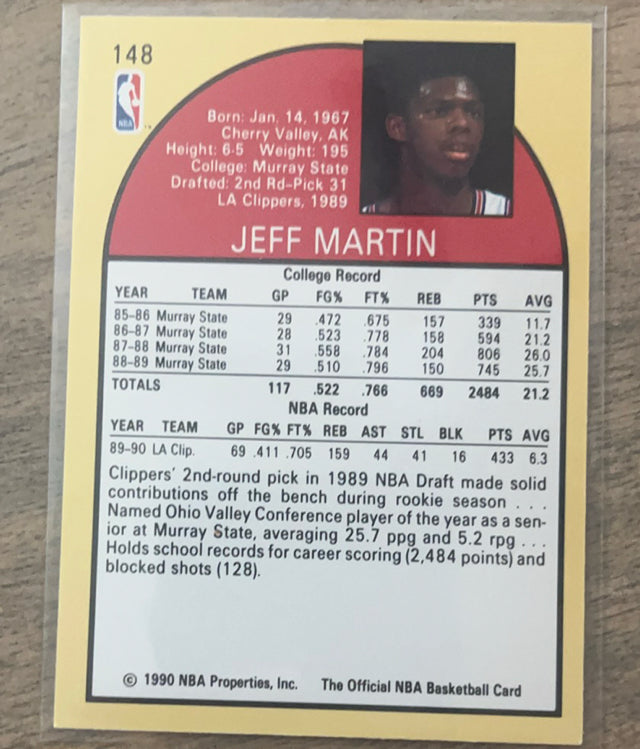 148
NBA
Born: Jan. 14, 1967
Cherry Valley, AK
Height: 6-5 Weight: 195
College: Murray State
Drafted: 2nd Rd-Pick 31
LA Clippers, 1989
JEFF MARTIN
College Record
YEAR TEAM GP FG% FT% REB PTS AVG
85-86 Murray State 29 .472 .675 157 339 11.7
86-87 Murray State 28 .523 .778 158 594 21.2
87-88 Murray State 31 .558 .784 204 806 26.0
88-89 Murray State 29 .510 .796 150 745 25.7
TOTALS 117 .522 .766 669 2484 21.2
NBA Record
YEAR TEAM GP FG% FT% REB AST STL BLK PTS AVG
89-90 LA Clip. 69 .411 .705 159 44 41 16 433 6.3
Clippers' 2nd-round pick in 1989 NBA Draft made solid
contributions off the bench during rookie season . . .
Named Ohio Valley Conference player of the year as a sen-
ior at Murray State, averaging 25.7 ppg and 5.2 rpg . . .
Holds school records for career scoring (2,484 points) and
blocked shots (128).
© 1990 NBA Properties, Inc. The Official NBA Basketball Card